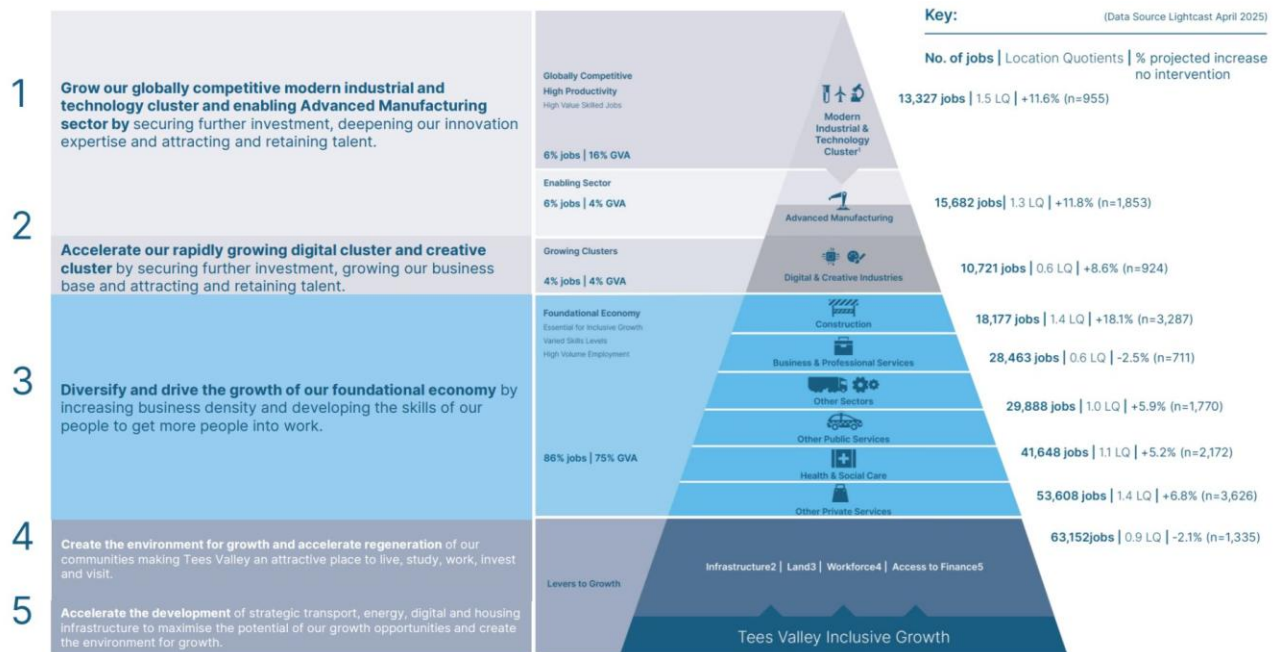 Key:
(Data Source Lightcast April 2025)
No. of jobs | Location Quotients | % projected increase
no intervention
1
Grow our globally competitive modern industrial and
technology cluster and enabling Advanced Manufacturing
sector by securing further investment, deepening our innovation
expertise and attracting and retaining talent.
Globally Competitive
High Productivity
High Value Skilled Jobs
6% jobs | 16% GVA
Modern
Industrial &
Technology
Cluster¹
13,327 jobs | 1.5 LQ | +11.6% (n=955)
Enabling Sector
6% jobs | 4% GVA
Advanced Manufacturing
15,682 jobs| 1.3 LQ | +11.8% (n=1,853)
2
Accelerate our rapidly growing digital cluster and creative
cluster by securing further investment, growing our business
base and attracting and retaining talent.
Growing Clusters
4% jobs | 4% GVA
Digital & Creative Industries
10,721 jobs | 0.6 LQ | +8.6% (n=924)
3
Diversify and drive the growth of our foundational economy by
increasing business density and developing the skills of our
people to get more people into work.
Foundational Economy
Essential for Inclusive Growth
Varied Skills Levels
High Volume Employment
86% jobs | 75% GVA
Construction
18,177 jobs | 1.4 LQ | +18.1% (n=3,287)
Business & Professional Services
28,463 jobs | 0.6 LQ | -2.5% (n=711)
Other Sectors
29,888 jobs | 1.0 LQ | +5.9% (n=1,770)
Other Public Services
41,648 jobs | 1.1 LQ | +5.2% (n=2,172)
Health & Social Care
53,608 jobs | 1.4 LQ | +6.8% (n=3,626)
Other Private Services
63,152jobs | 0.9 LQ | -2.1% (n=1,335)
4
Create the environment for growth and accelerate regeneration of our
communities making Tees Valley an attractive place to live, study, work, invest
and visit.
5
Accelerate the development of strategic transport, energy, digital and housing
infrastructure to maximise the potential of our growth opportunities and create
the environment for growth.
Levers to Growth
Infrastructure2 | Land3 | Workforce4 | Access to Finance5
Tees Valley Inclusive Growth